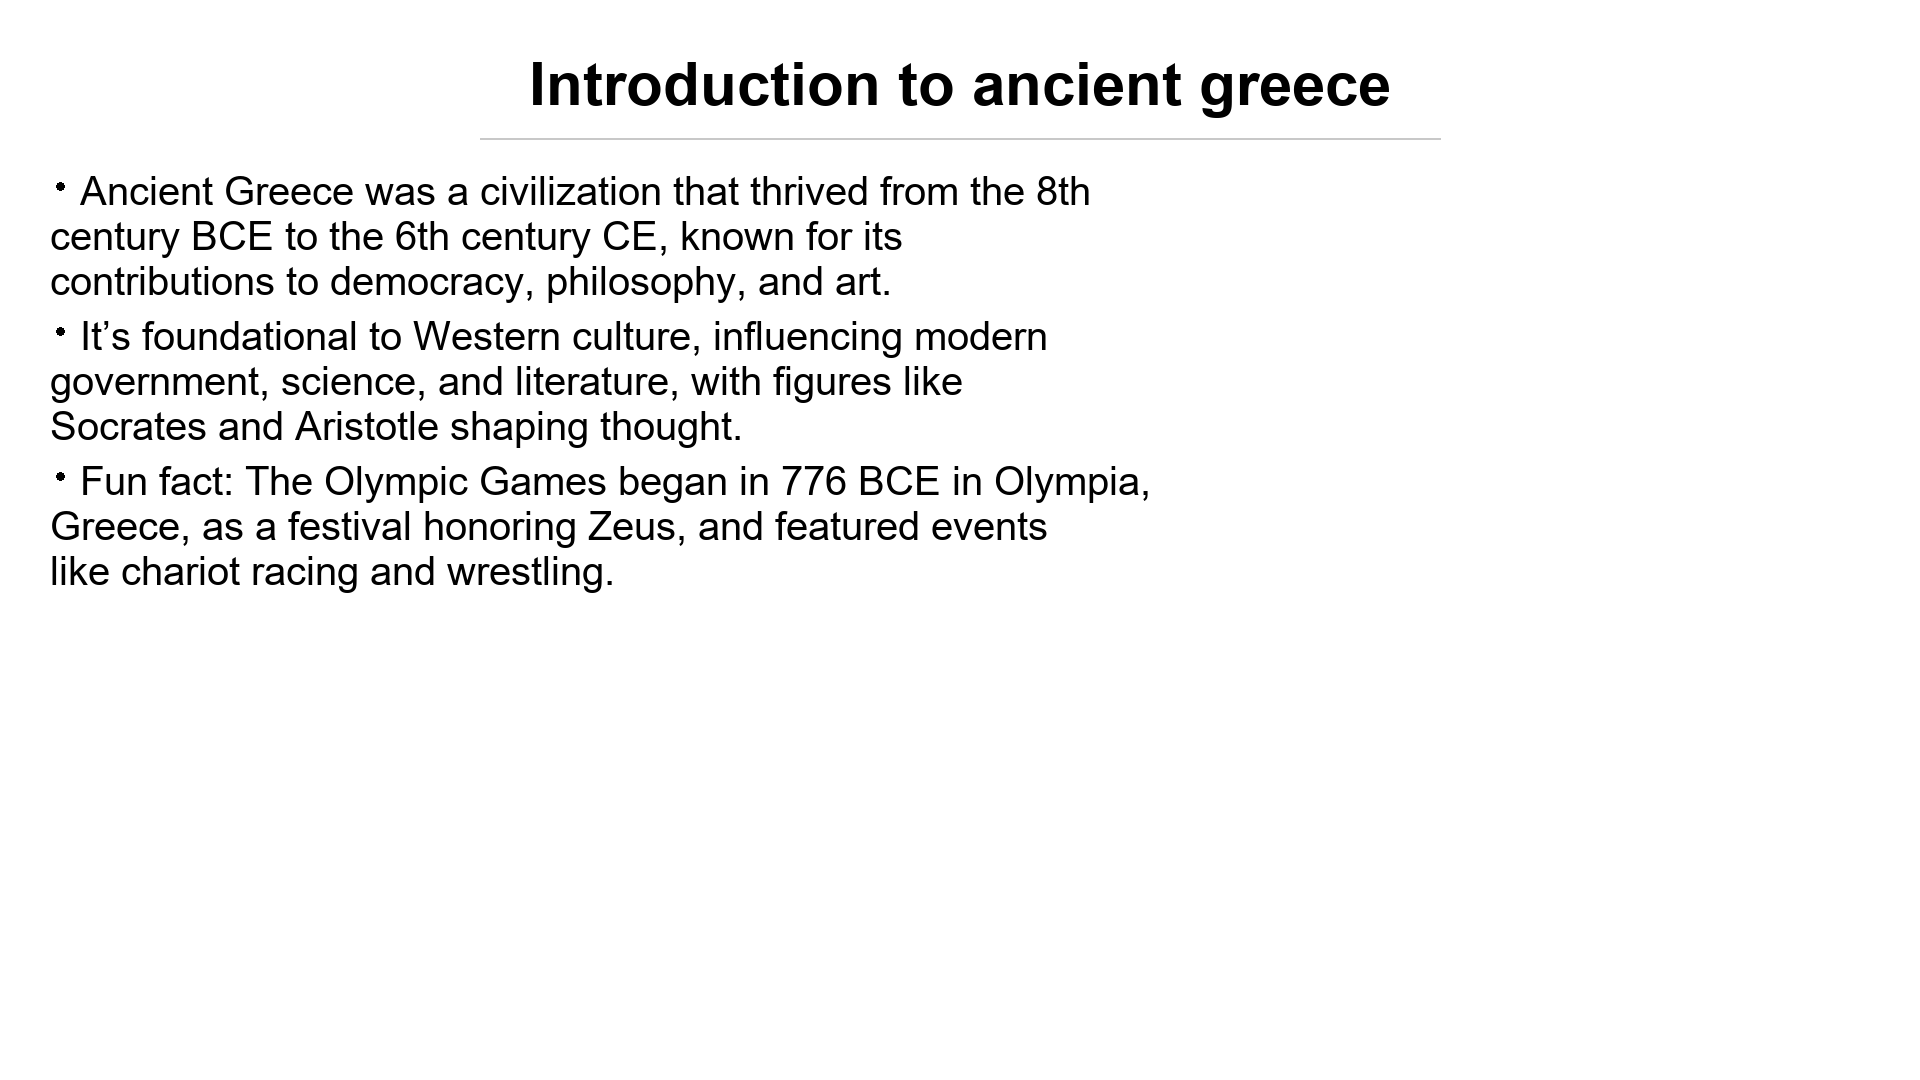 Introduction to ancient greece
• Ancient Greece was a civilization that thrived from the 8th
century BCE to the 6th century CE, known for its
contributions to democracy, philosophy, and art.
• It’s foundational to Western culture, influencing modern
government, science, and literature, with figures like
Socrates and Aristotle shaping thought.
• Fun fact: The Olympic Games began in 776 BCE in Olympia,
Greece, as a festival honoring Zeus, and featured events
like chariot racing and wrestling.